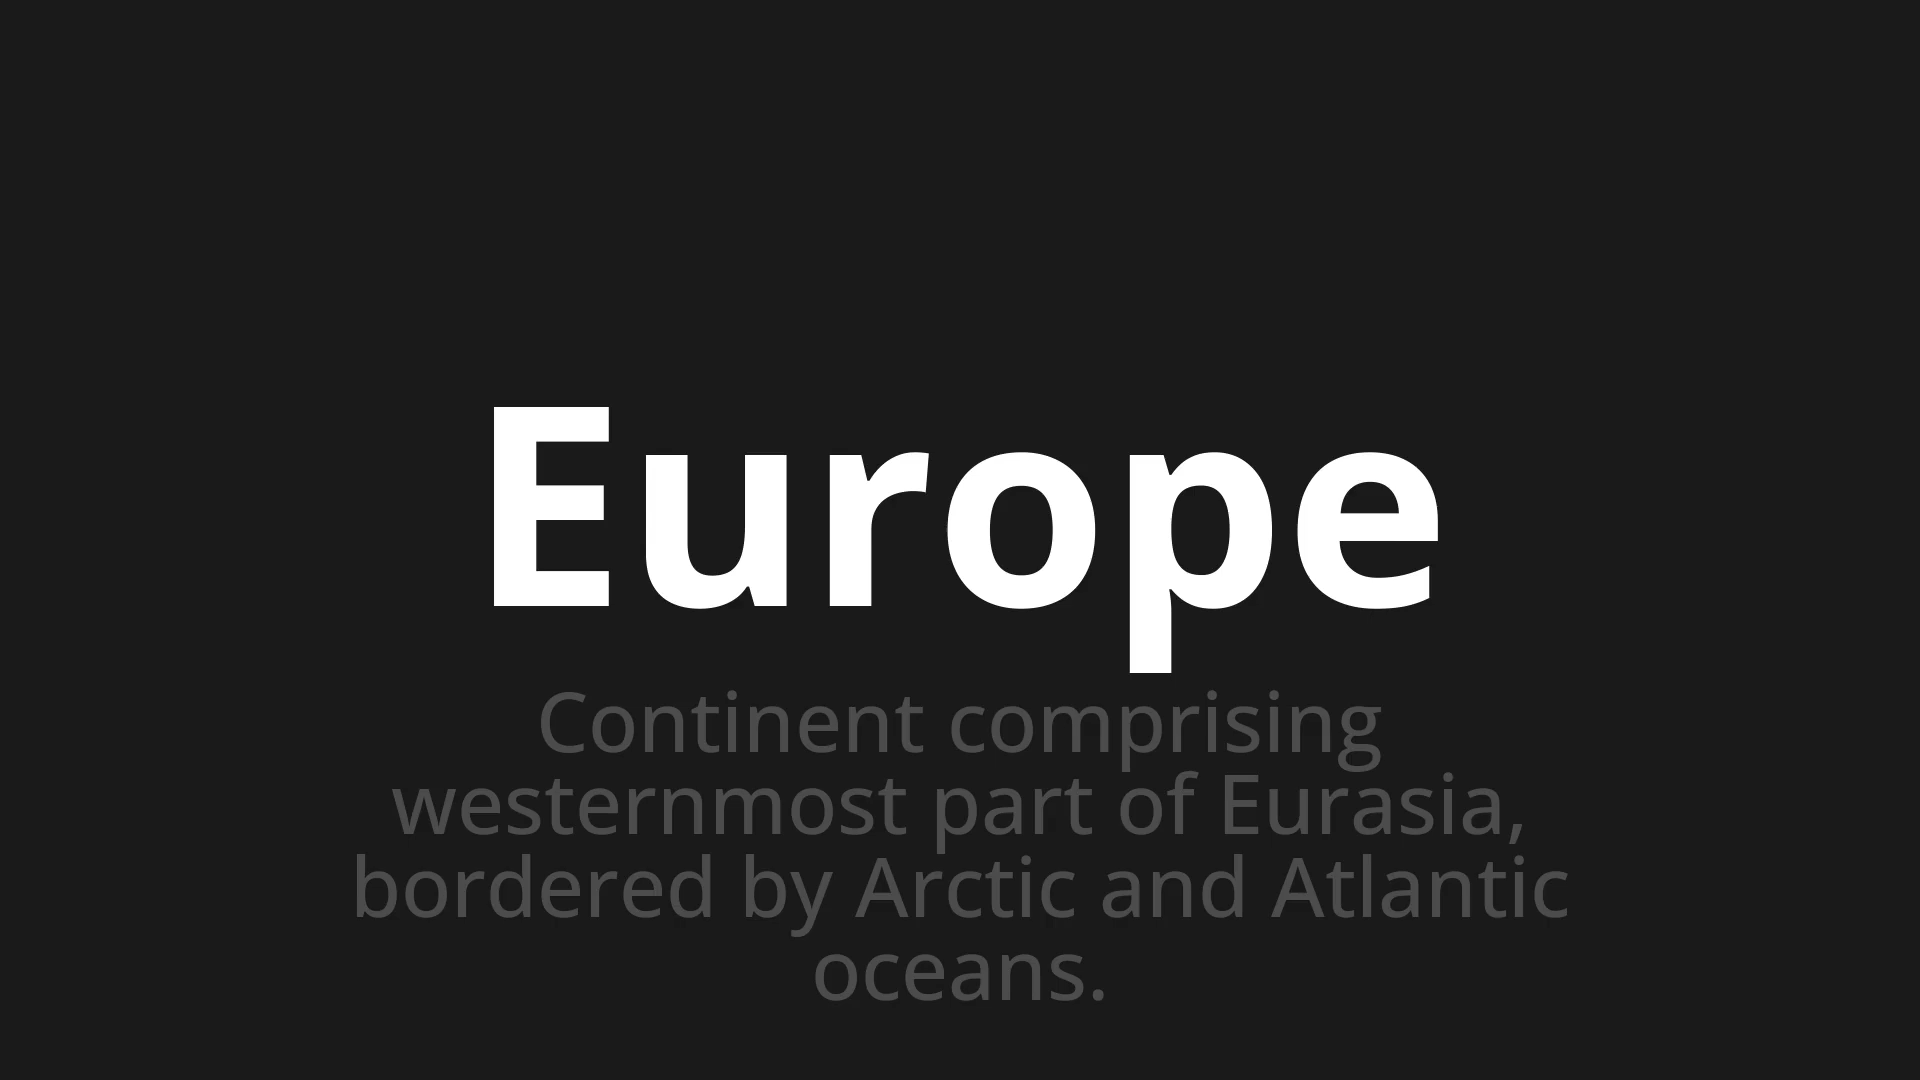 Europe
Continent comprising
westernmost part of Eurasia,
bordered by Arctic and Atlantic
oceans.